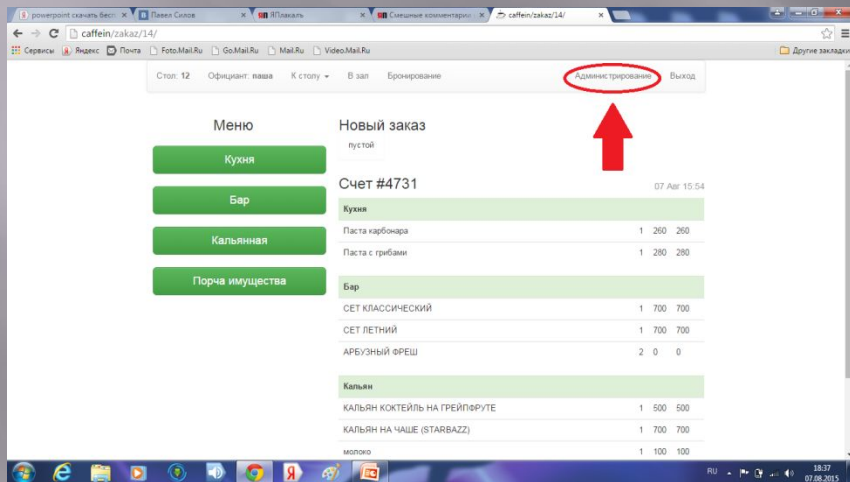 powerpoint скачать бесп
Павел Силов
ЯПлакалъ
Смешные комментарии
caffein/zakaz/14/
caffein/zakaz/14/
Сервисы Яндекс Почта Foto.Mail.Ru Go.Mail.Ru Mail.Ru Video.Mail.Ru Другие закладки
Стол: 12 Официант: паша К столу В зал Бронирование Администрирование Выход
Меню
Кухня
Бар
Кальянная
Порча имущества
Новый заказ
пустой
Счет #4731 07 Авг 15:54
Кухня
Паста карбонара 1 260 260
Паста с грибами 1 280 280
Бар
СЕТ КЛАССИЧЕСКИЙ 1 700 700
СЕТ ЛЕТНИЙ 1 700 700
АРБУЗНЫЙ ФРЕШ 2 0 0
Кальян
КАЛЬЯН КОКТЕЙЛЬ НА ГРЕЙПФРУТЕ 1 500 500
КАЛЬЯН НА ЧАШЕ (STARBAZZ) 1 700 700
молоко 1 100 100
RU 18:37
07.08.2015